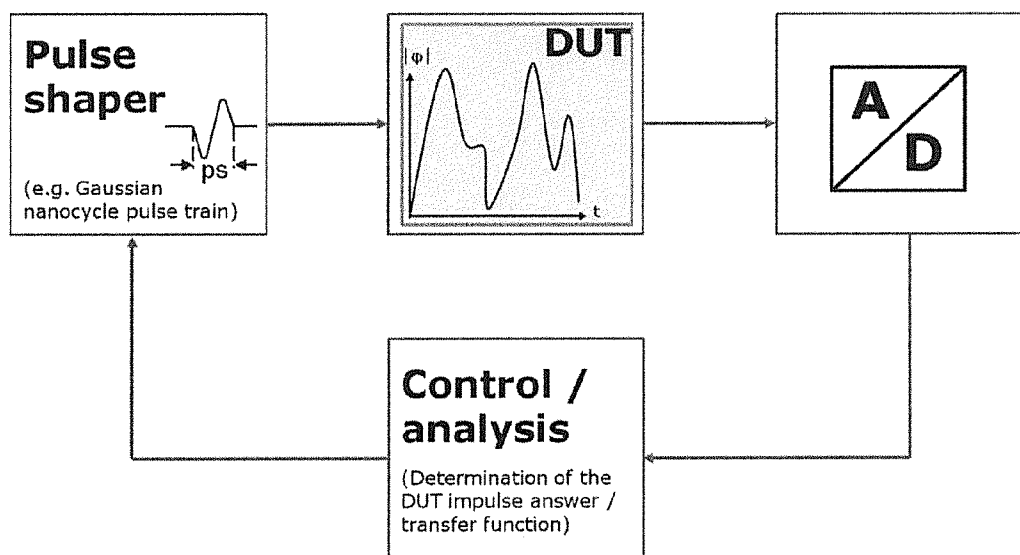 Pulse
shaper
ps
(e.g. Gaussian
nanocycle pulse train)
DUT
|φ|
t
A
D
Control /
analysis
(Determination of the
DUT impulse answer /
transfer function)